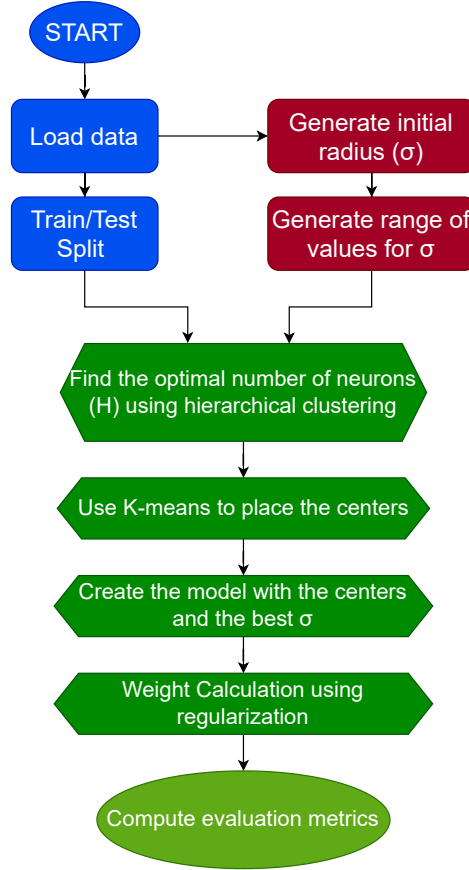 START
Load data
Generate initial
radius (σ)
Train/Test
Split
Generate range of
values for σ
Find the optimal number of neurons
(H) using hierarchical clustering
Use K-means to place the centers
Create the model with the centers
and the best σ
Weight Calculation using
regularization
Compute evaluation metrics